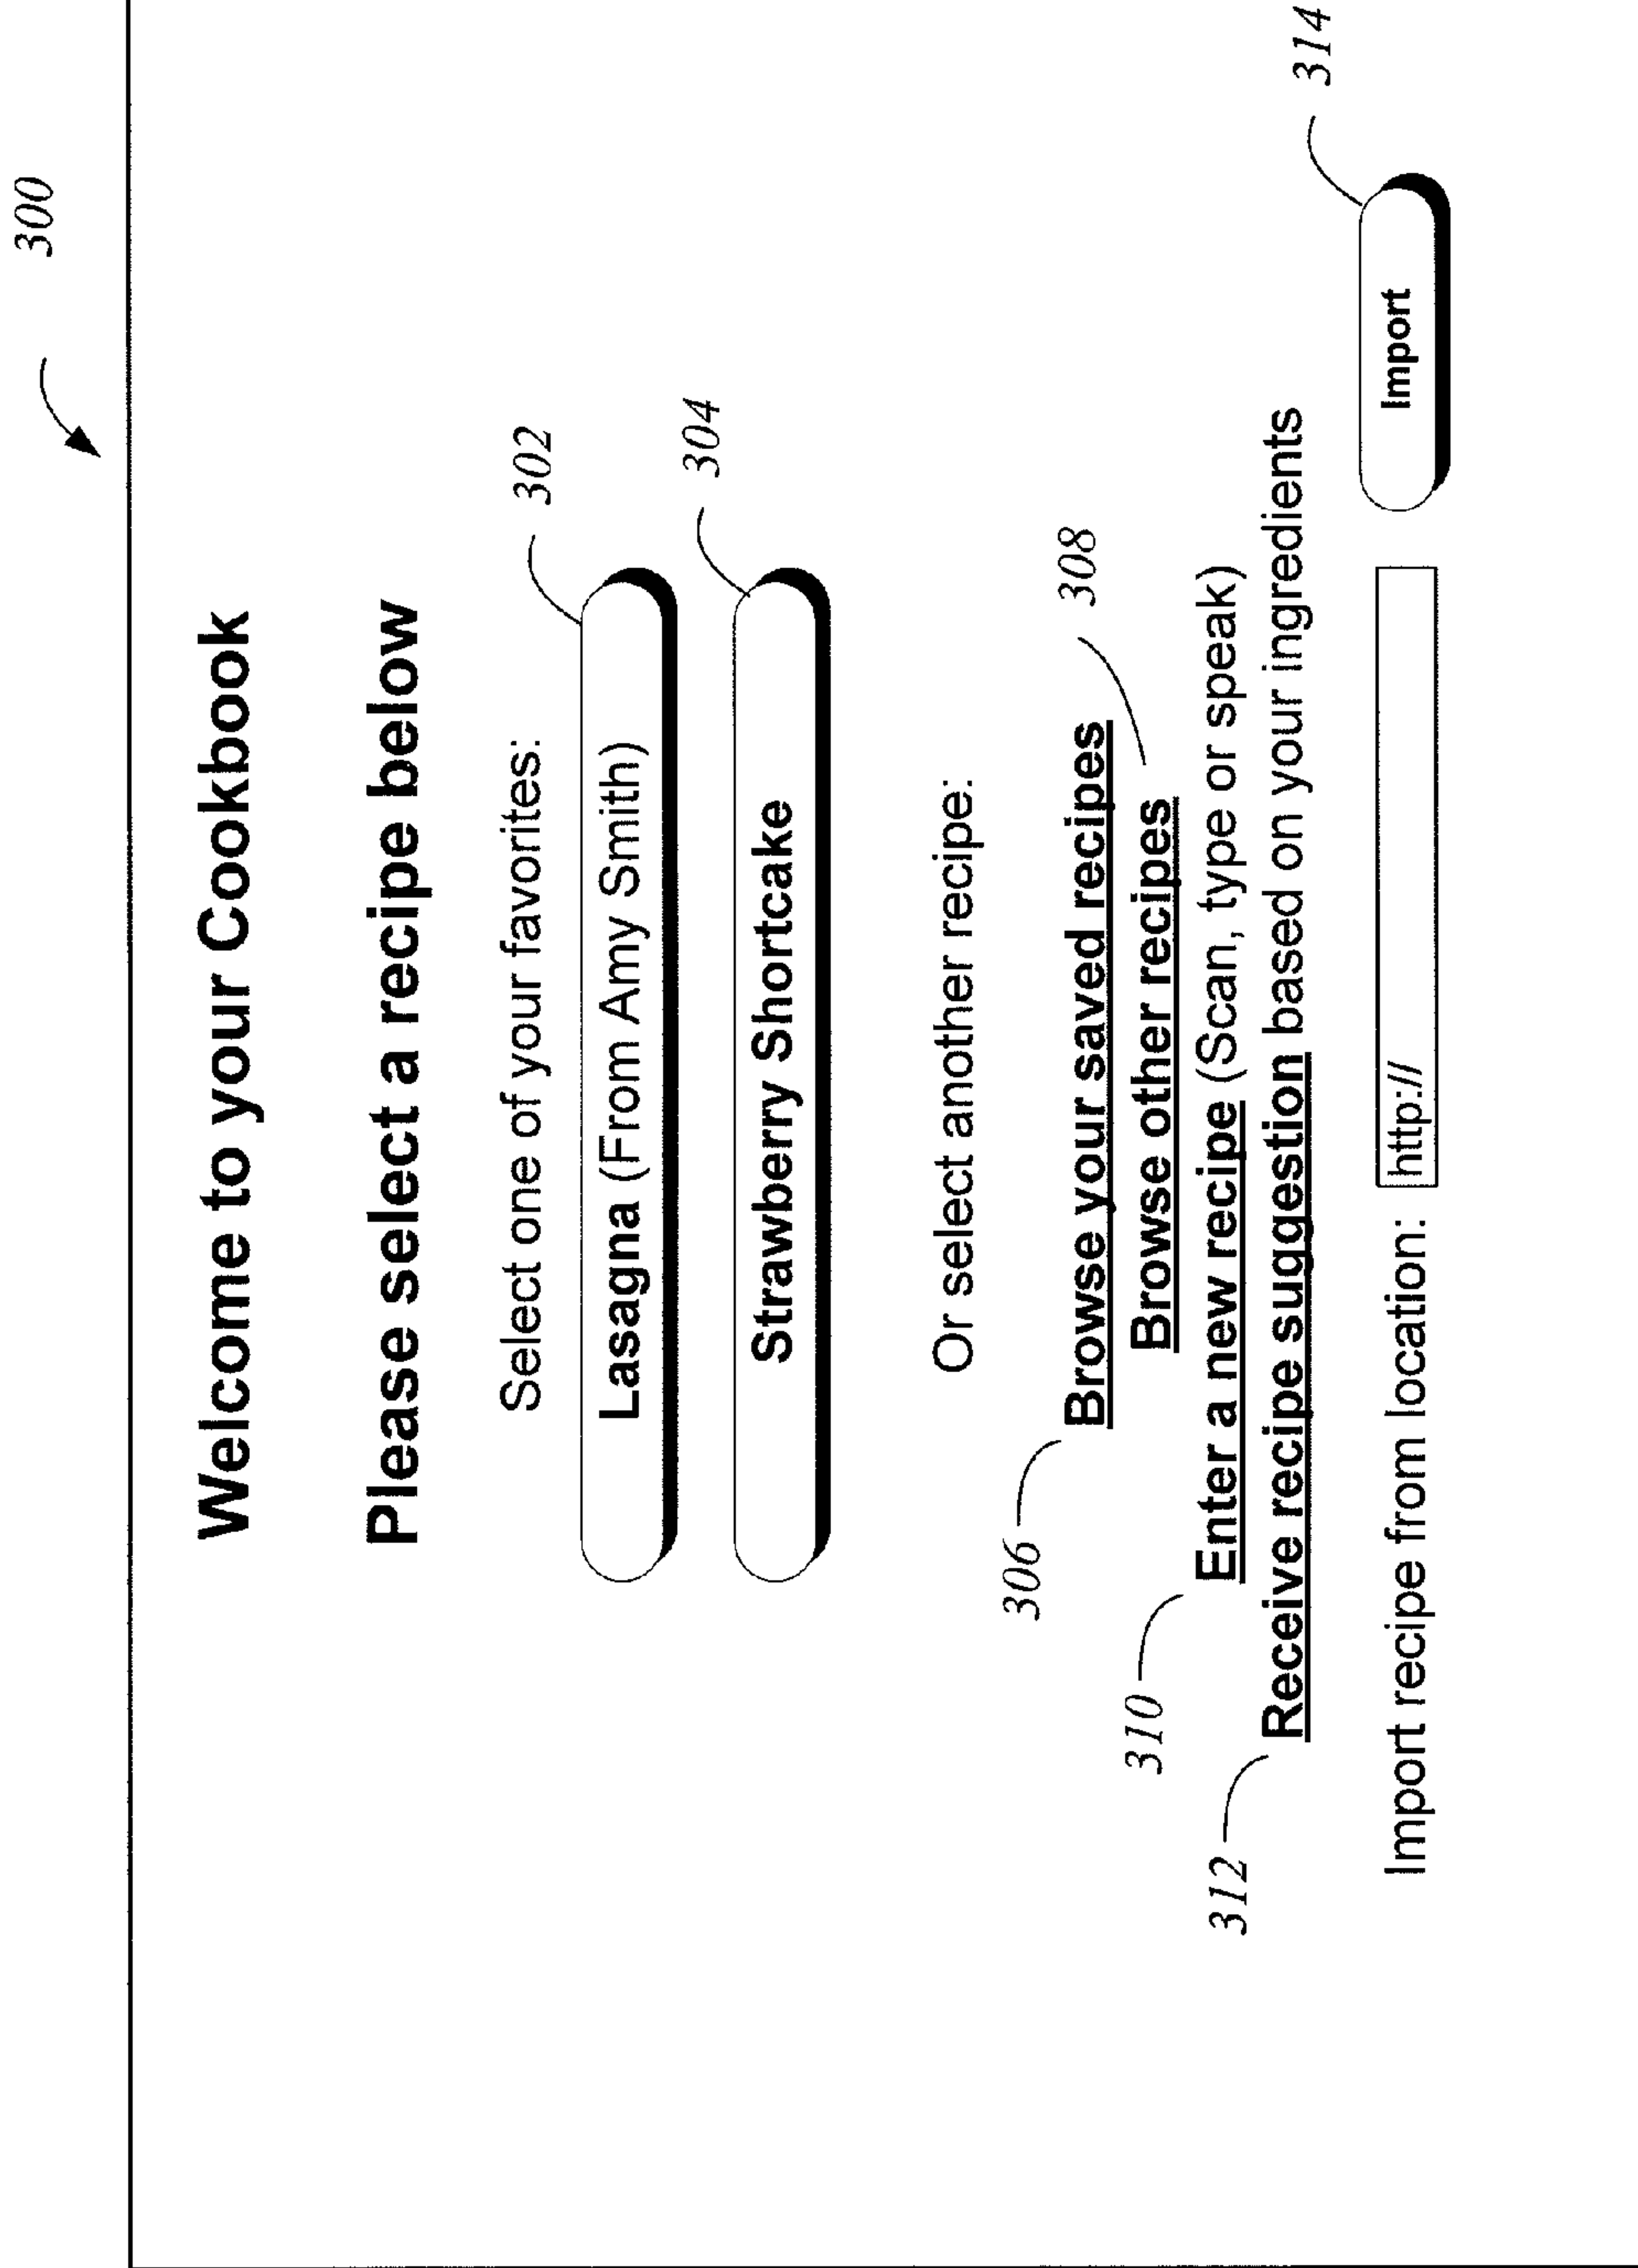 300
Welcome to your Cookbook
Please select a recipe below
Select one of your favorites:
302
Lasagna (From Amy Smith)
304
Strawberry Shortcake
Or select another recipe:
306
Browse your saved recipes
308
Browse other recipes
310
Enter a new recipe (Scan, type or speak)
312
Receive recipe suggestion based on your ingredients
314
Import recipe from location: http:// Import